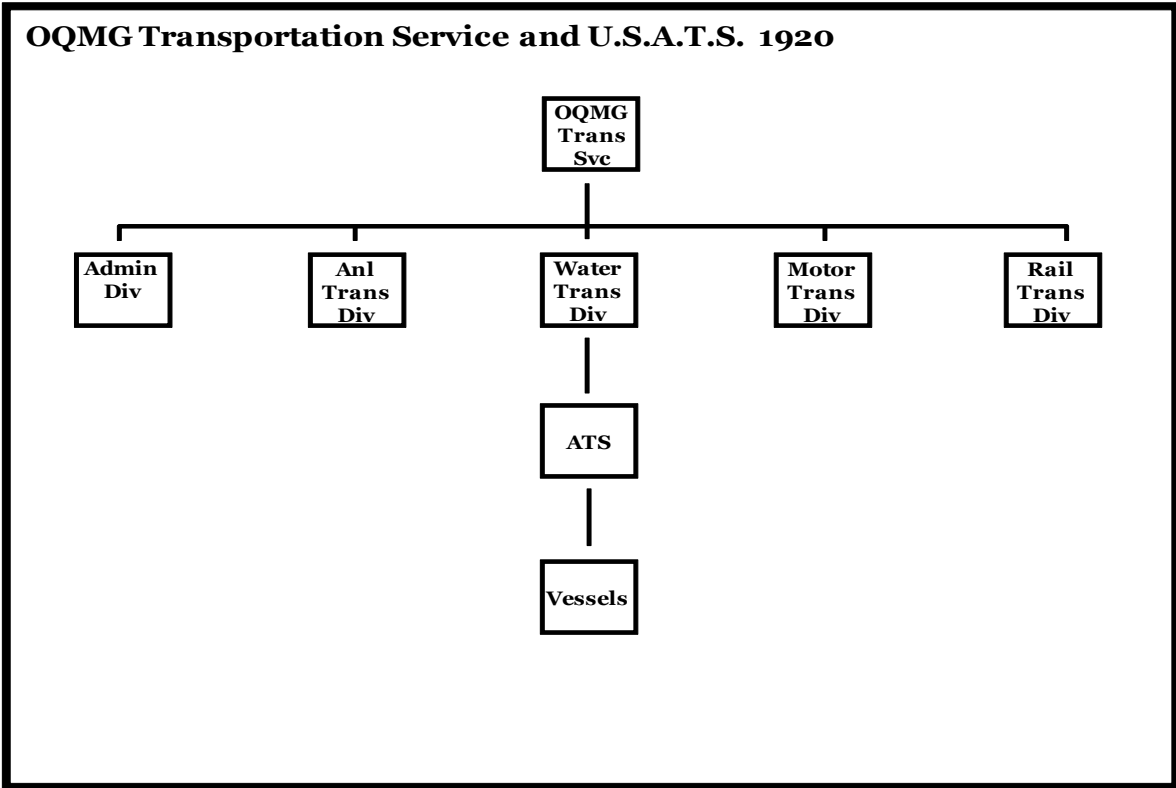 OQMG Transportation Service and U.S.A.T.S. 1920
OQMG
Trans
Svc
Admin
Div
Anl
Trans
Div
Water
Trans
Div
Motor
Trans
Div
Rail
Trans
Div
ATS
Vessels